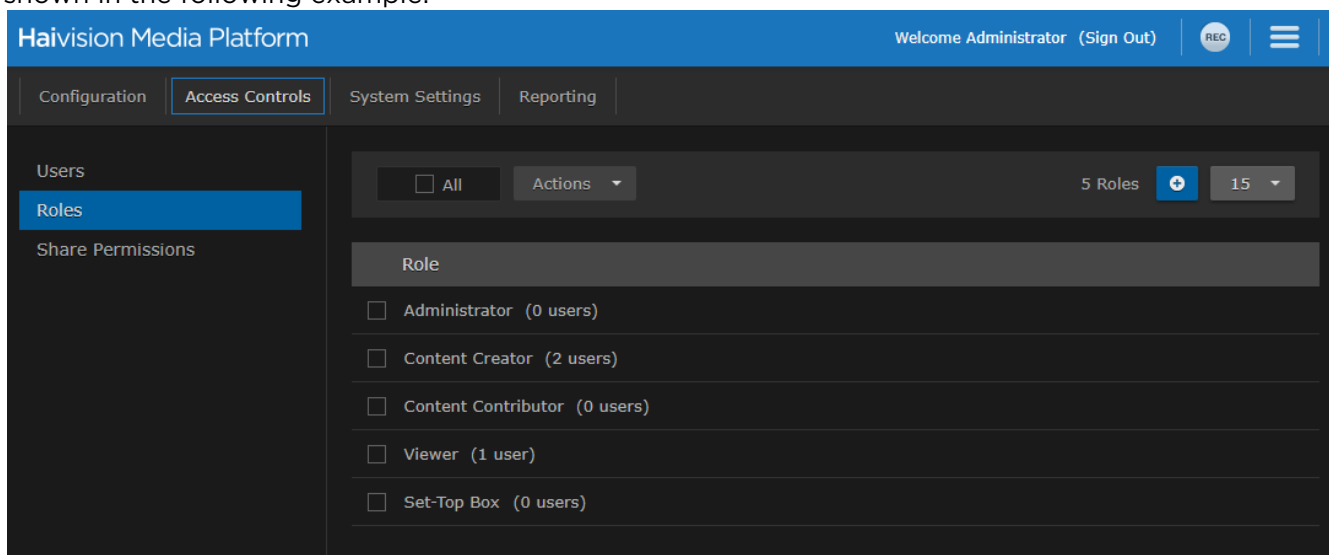 shown in the following example.
Haivision Media Platform Welcome Administrator (Sign Out) REC
Configuration Access Controls System Settings Reporting
Users
Roles
Share Permissions
All Actions 5 Roles 15
Role
Administrator (0 users)
Content Creator (2 users)
Content Contributor (0 users)
Viewer (1 user)
Set-Top Box (0 users)